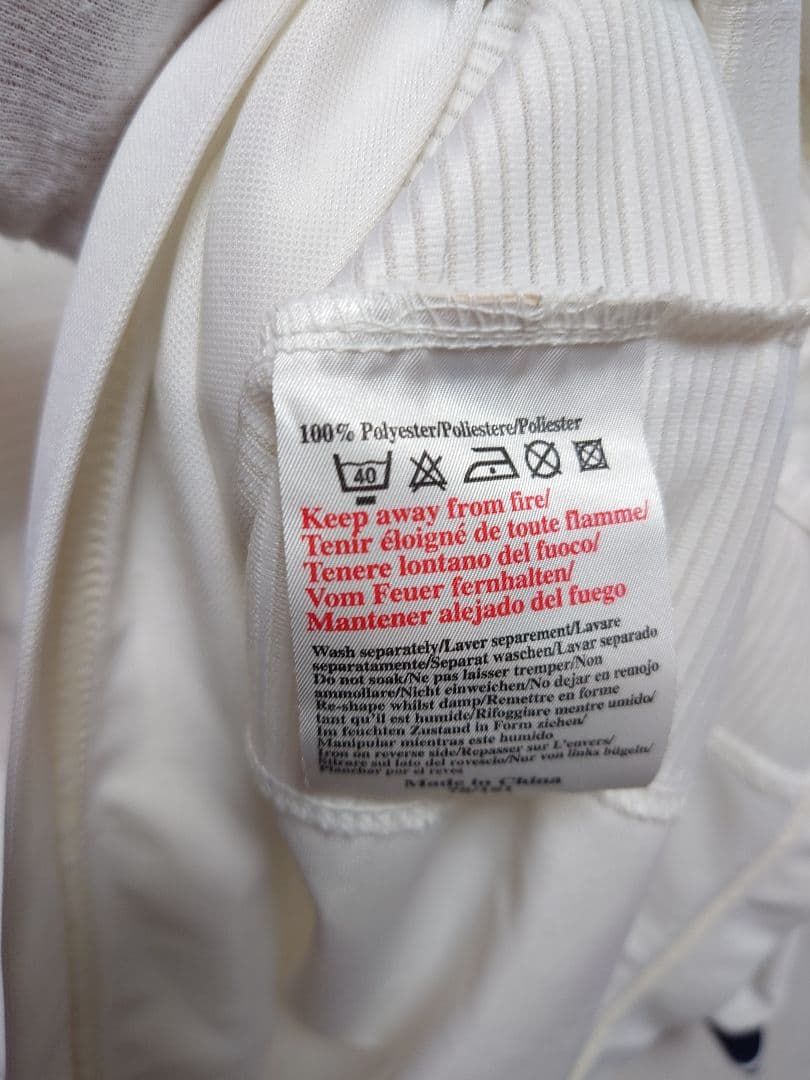 100% Polyester/Poliestere/Poliester
40
Keep away from fire/
Tenir éloigné de toute flamme/
Tenere lontano del fuoco/
Vom Feuer fernhalten/
Mantener alejado del fuego
Wash separately/Laver separement/Lavare
separatamente/Separat waschen/Lavar separado
Do not soak/Ne pas laisser tremper/Non
ammollare/Nicht einweichen/No dejar en remojo
Re-shape whilst damp/Remettre en forme
tant qu'il est humide/Rifoggiare mentre umido/
Im feuchten Zustand in Form ziehen/
Manipular mientras este humido
Iron on reverse side/Repasser sur L'envers/
Stirare sul lato del rovescio/Nur von links bügeln/
Planchar por el reves
Made in China